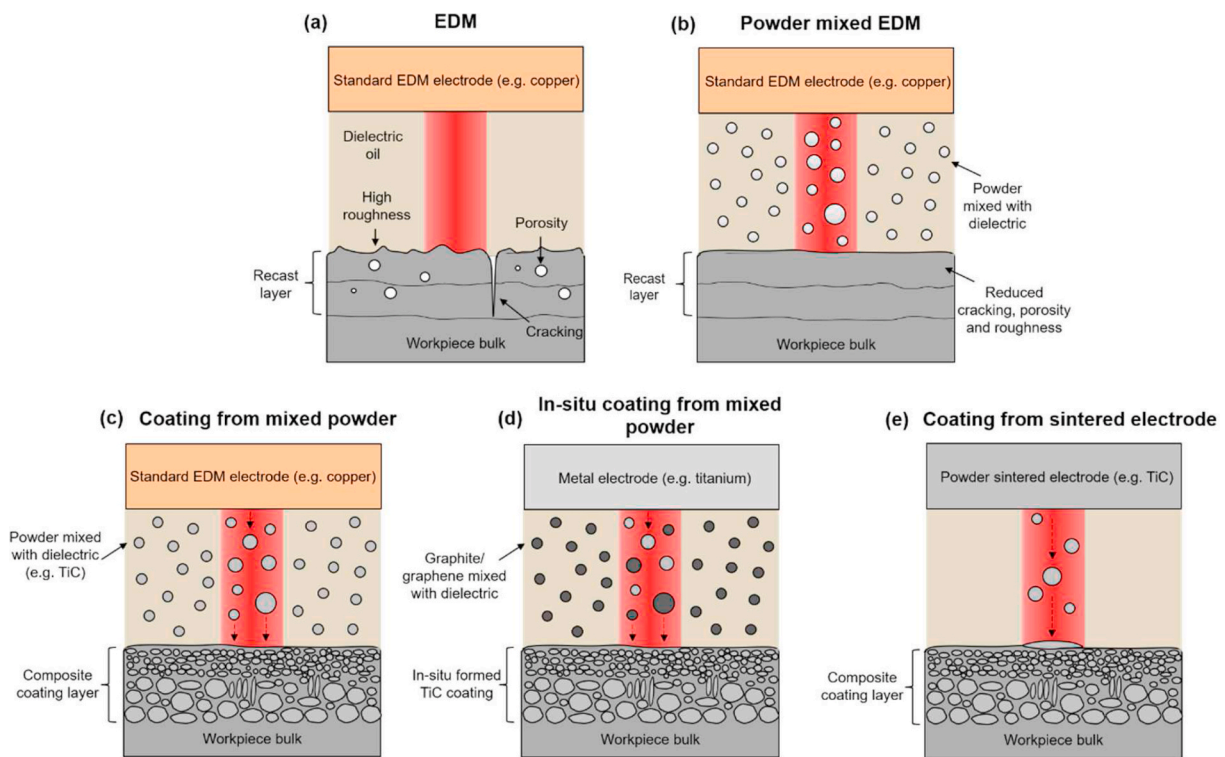 (a) EDM
Standard EDM electrode (e.g. copper)
Dielectric
oil
High
roughness
Porosity
Recast
layer
Cracking
Workpiece bulk
(b) Powder mixed EDM
Standard EDM electrode (e.g. copper)
Powder
mixed with
dielectric
Recast
layer
Reduced
cracking, porosity
and roughness
Workpiece bulk
(c) Coating from mixed powder
Standard EDM electrode (e.g. copper)
Powder mixed
with dielectric
(e.g. TiC)
Composite
coating layer
Workpiece bulk
(d) In-situ coating from mixed
powder
Metal electrode (e.g. titanium)
Graphite/
graphene mixed
with dielectric
In-situ formed
TiC coating
Workpiece bulk
(e) Coating from sintered electrode
Powder sintered electrode (e.g. TiC)
Composite
coating layer
Workpiece bulk